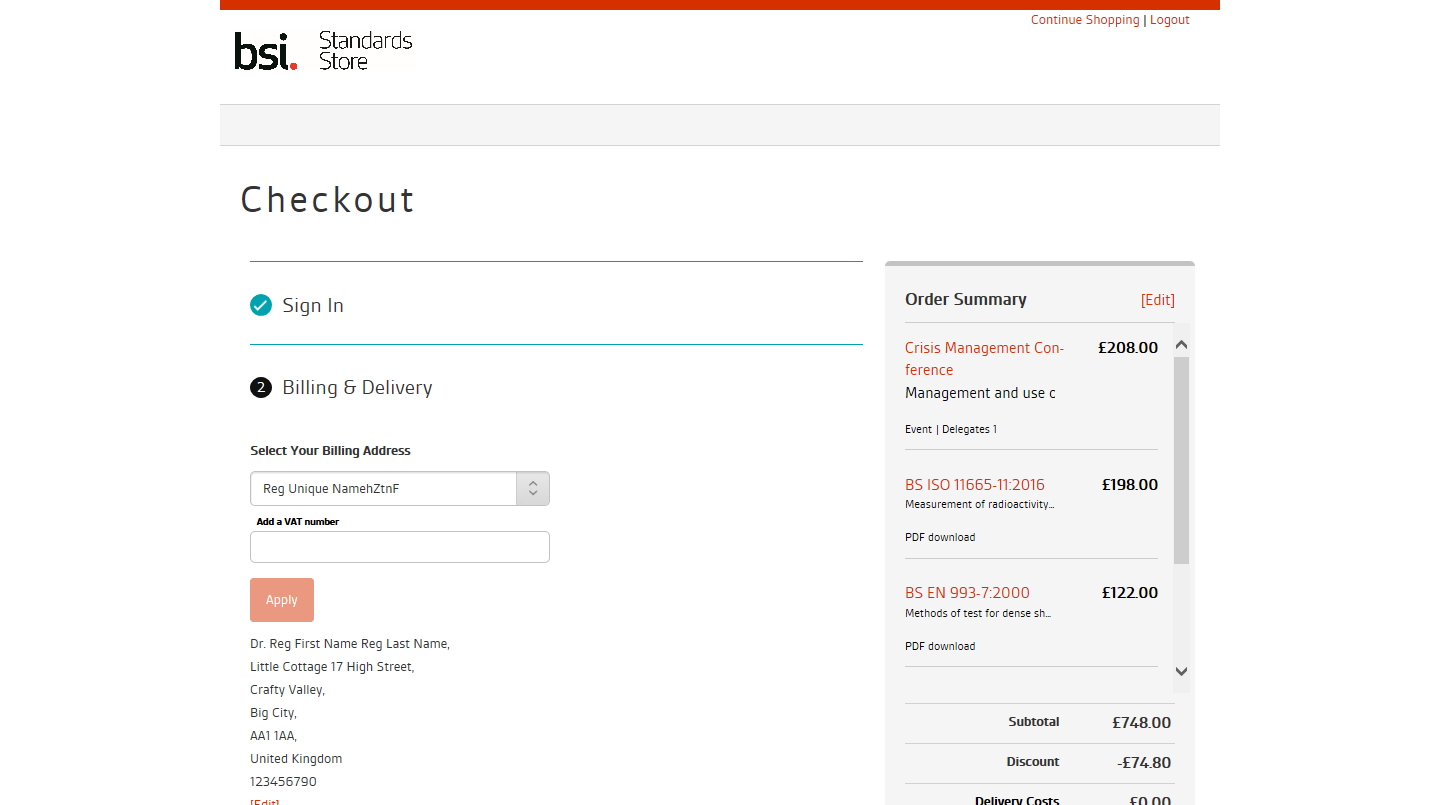 Continue Shopping | Logout
bsi. Standards
Store
Checkout
Sign In
2 Billing & Delivery
Select Your Billing Address
Reg Unique NamehZtnF
Add a VAT number
Apply
Dr. Reg First Name Reg Last Name,
Little Cottage 17 High Street,
Crafty Valley,
Big City,
AA1 1AA,
United Kingdom
123456790
[Edit]
Order Summary [Edit]
Crisis Management Con- £208.00
ference
Management and use c
Event | Delegates 1
BS ISO 11665-11:2016 £198.00
Measurement of radioactivity...
PDF download
BS EN 993-7:2000 £122.00
Methods of test for dense sh...
PDF download
Subtotal £748.00
Discount -£74.80
Delivery Costs £0.00